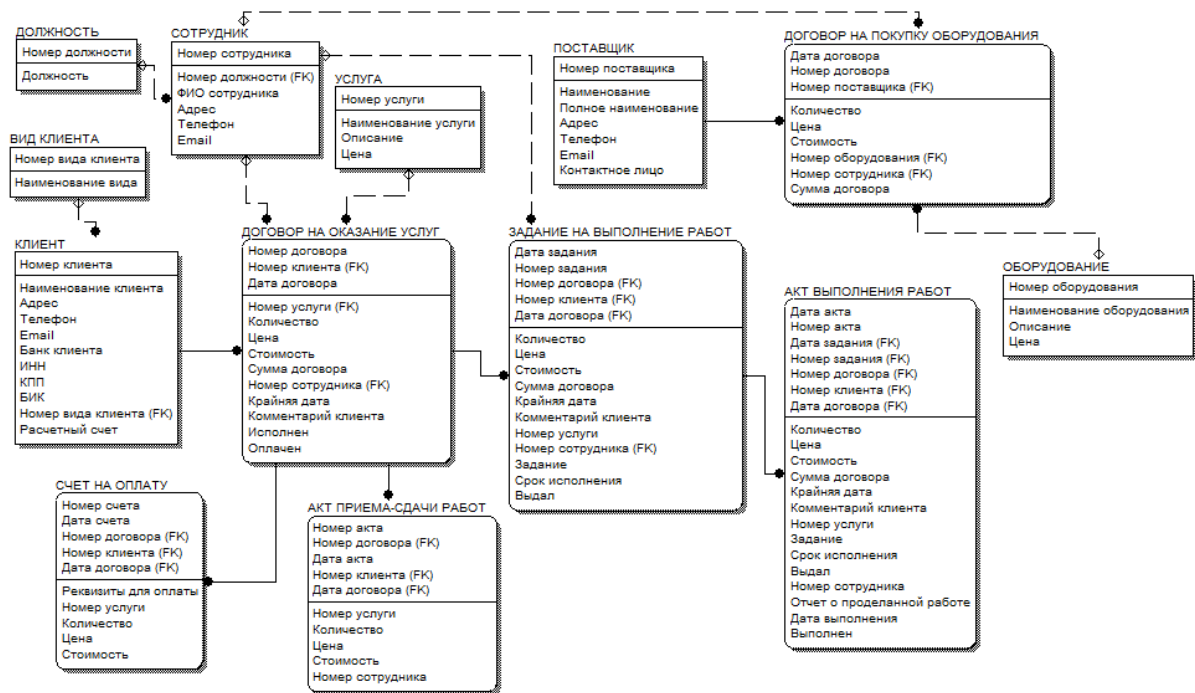 ДОЛЖНОСТЬ
Номер должности
Должность
СОТРУДНИК
Номер сотрудника
Номер должности (FK)
ФИО сотрудника
Адрес
Телефон
Email
УСЛУГА
Номер услуги
Наименование услуги
Описание
Цена
ПОСТАВЩИК
Номер поставщика
Наименование
Полное наименование
Адрес
Телефон
Email
Контактное лицо
ДОГОВОР НА ПОКУПКУ ОБОРУДОВАНИЯ
Дата договора
Номер договора
Номер поставщика (FK)
Количество
Цена
Стоимость
Номер оборудования (FK)
Номер сотрудника (FK)
Сумма договора
ВИД КЛИЕНТА
Номер вида клиента
Наименование вида
КЛИЕНТ
Номер клиента
Наименование клиента
Адрес
Телефон
Email
Банк клиента
ИНН
КПП
БИК
Номер вида клиента (FK)
Расчетный счет
ДОГОВОР НА ОКАЗАНИЕ УСЛУГ
Номер договора
Номер клиента (FK)
Дата договора
Номер услуги (FK)
Количество
Цена
Стоимость
Сумма договора
Номер сотрудника (FK)
Крайняя дата
Комментарий клиента
Исполнен
Оплачен
ЗАДАНИЕ НА ВЫПОЛНЕНИЕ РАБОТ
Дата задания
Номер задания
Номер договора (FK)
Номер клиента (FK)
Дата договора (FK)
Количество
Цена
Стоимость
Сумма договора
Крайняя дата
Комментарий клиента
Номер услуги
Номер сотрудника (FK)
Задание
Срок исполнения
Выдал
ОБОРУДОВАНИЕ
Номер оборудования
Наименование оборудования
Описание
Цена
АКТ ВЫПОЛНЕНИЯ РАБОТ
Дата акта
Номер акта
Дата задания (FK)
Номер задания (FK)
Номер договора (FK)
Номер клиента (FK)
Дата договора (FK)
Количество
Цена
Стоимость
Сумма договора
Крайняя дата
Комментарий клиента
Номер услуги
Задание
Срок исполнения
Выдал
Номер сотрудника
Отчет о проделанной работе
Дата выполнения
Выполнен
СЧЕТ НА ОПЛАТУ
Номер счета
Дата счета
Номер договора (FK)
Номер клиента (FK)
Дата договора (FK)
Реквизиты для оплаты
Номер услуги
Количество
Цена
Стоимость
АКТ ПРИЕМА-СДАЧИ РАБОТ
Номер акта
Номер договора (FK)
Дата акта
Номер клиента (FK)
Дата договора (FK)
Номер услуги
Количество
Цена
Стоимость
Номер сотрудника